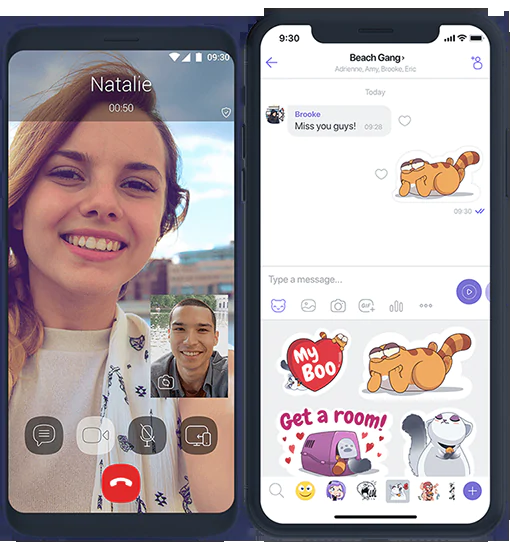 09:30
Natalie
00:50
9:30
Beach Gang›
Adrienne, Amy, Brooke, Eric
Today
Brooke
Miss you guys! 09:28
09:30
Type a message...
GIF+
My
Boo
Get a room!